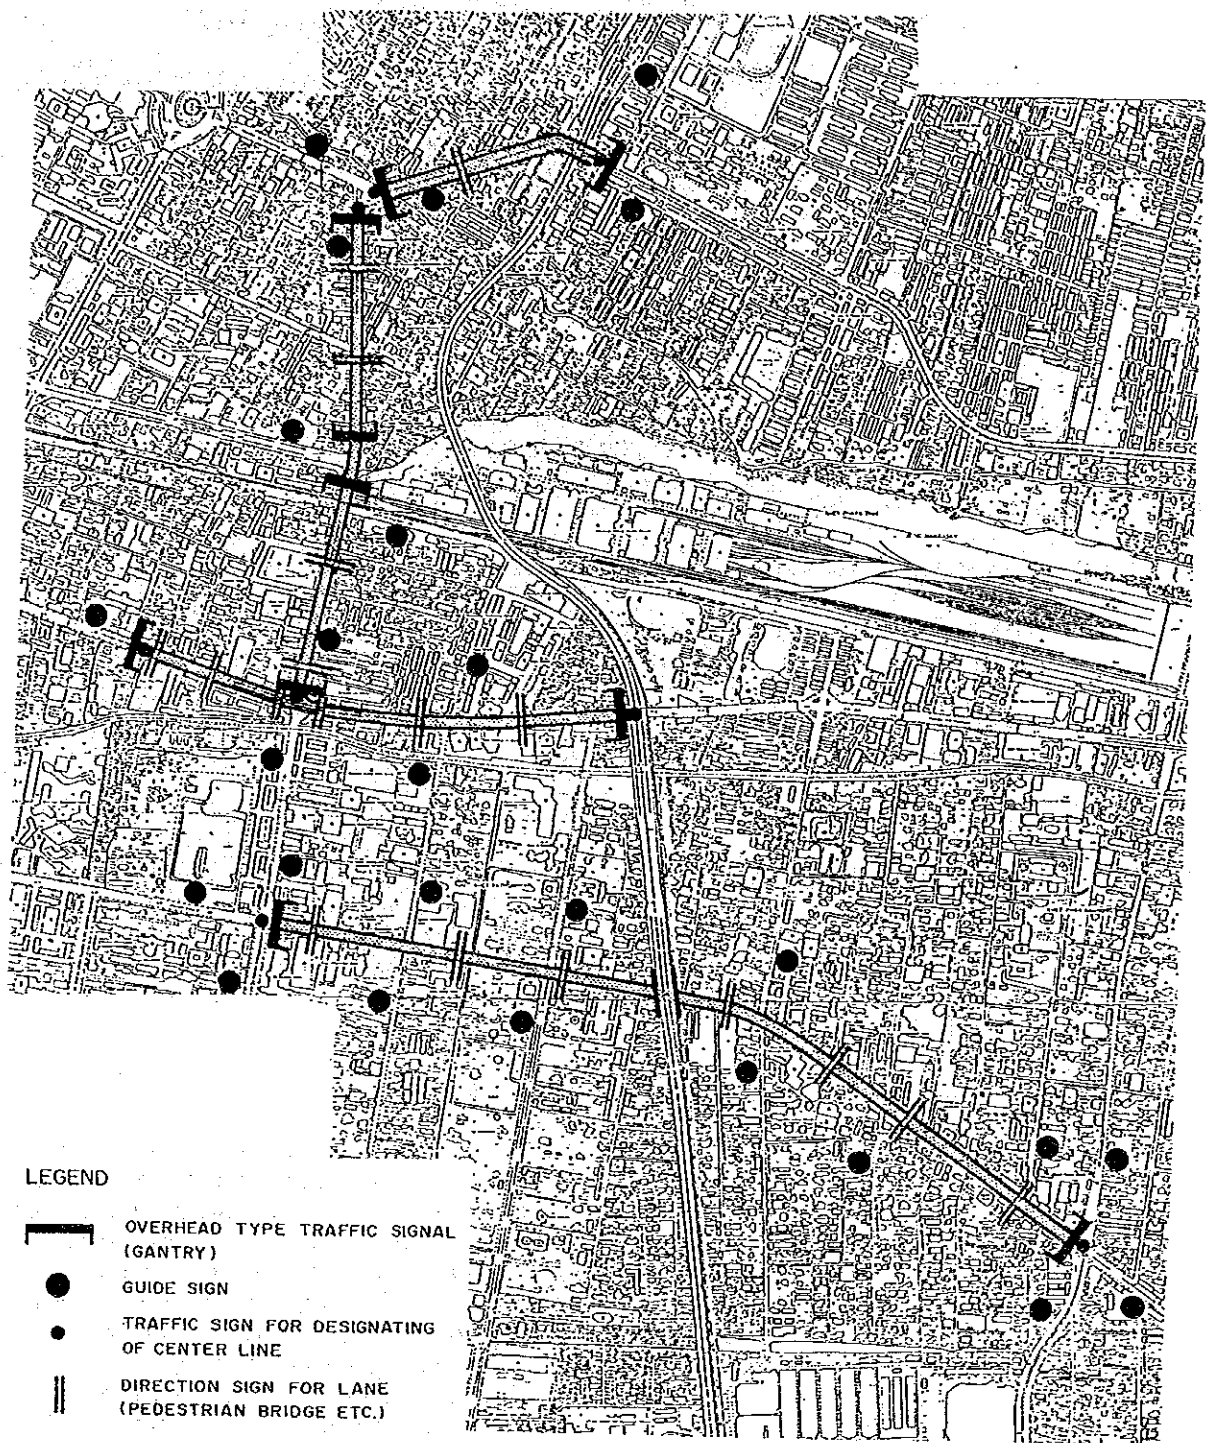 LEGEND
OVERHEAD TYPE TRAFFIC SIGNAL
(GANTRY)
GUIDE SIGN
TRAFFIC SIGN FOR DESIGNATING
OF CENTER LINE
DIRECTION SIGN FOR LANE
(PEDESTRIAN BRIDGE ETC.)